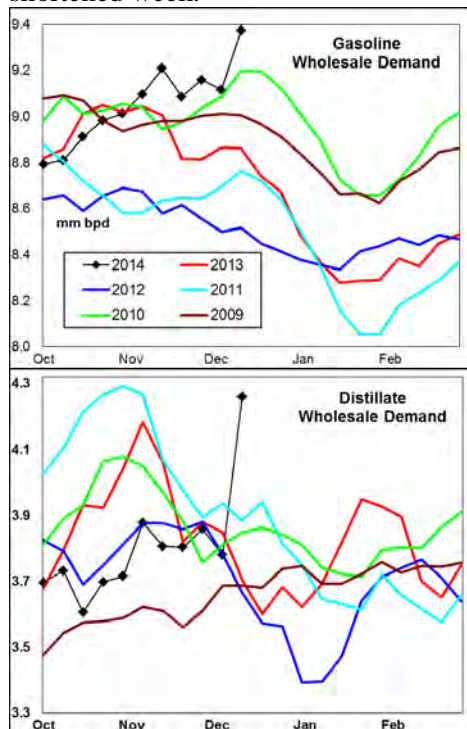 shortened week.
9.4
Gasoline
Wholesale Demand
9.2
9.0
8.8
8.6
mm bpd
8.4
2014 2013
2012 2011
8.2
2010 2009
8.0
Oct Nov Dec Jan Feb
4.3
Distillate
Wholesale Demand
4.1
3.9
3.7
3.5
3.3
Oct Nov Dec Jan Feb